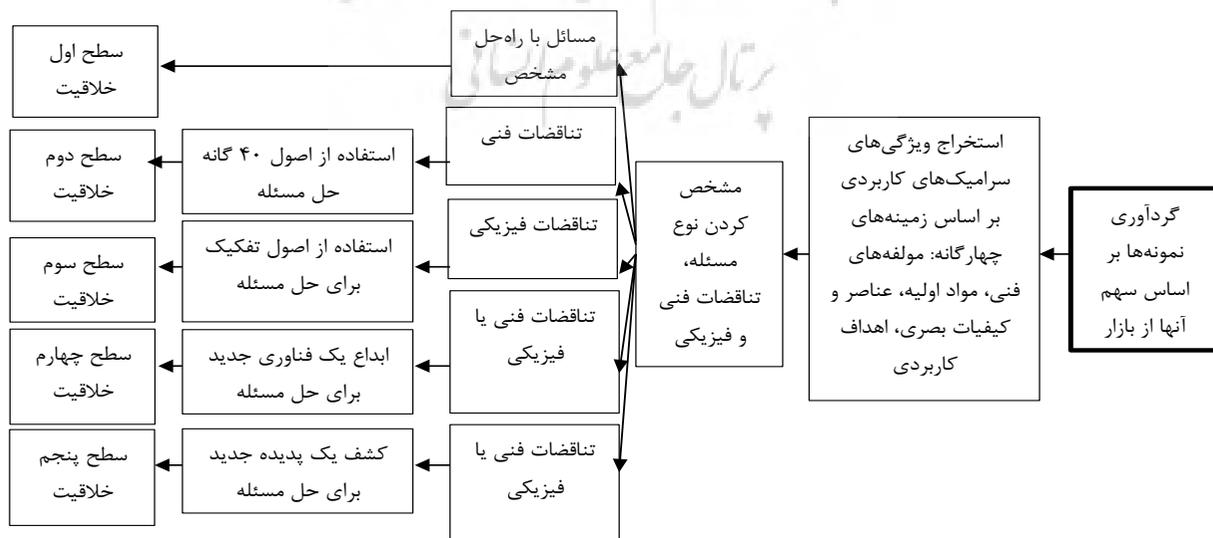 گردآوری
نمونه‌ها بر
اساس سهم
آنها از بازار
استخراج ویژگی‌های
سرامیک‌های کاربردی
بر اساس زمینه‌های
چهارگانه: مولفه‌های
فنی، مواد اولیه، عناصر و
کیفیات بصری، اهداف
کاربردی
مشخص
کردن نوع
مسئله،
تناقضات فنی
و فیزیکی
مسائل با راه‌حل
مشخص
سطح اول
خلاقیت
تناقضات فنی
استفاده از اصول ۴۰ گانه
حل مسئله
سطح دوم
خلاقیت
تناقضات فیزیکی
استفاده از اصول تفکیک
برای حل مسئله
سطح سوم
خلاقیت
تناقضات فنی یا
فیزیکی
ابداع یک فناوری جدید
برای حل مسئله
سطح چهارم
خلاقیت
تناقضات فنی یا
فیزیکی
کشف یک پدیده جدید
برای حل مسئله
سطح پنجم
خلاقیت
پرتال جامع علوم انسانی